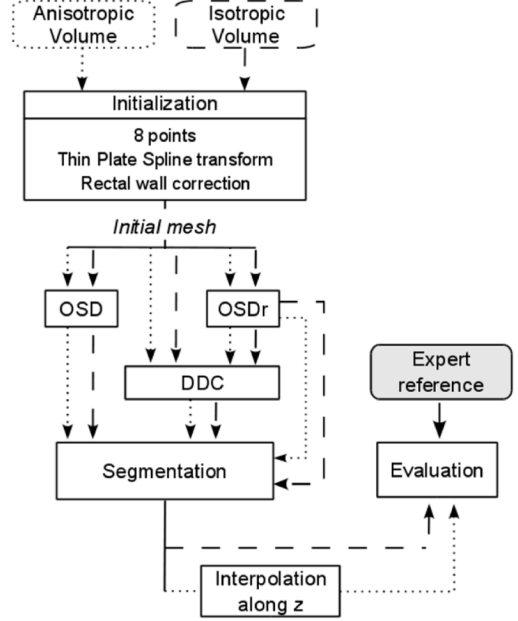 Anisotropic
Volume
Isotropic
Volume
Initialization
8 points
Thin Plate Spline transform
Rectal wall correction
Initial mesh
OSD
OSDr
DDC
Expert
reference
Segmentation
Evaluation
Interpolation
along z